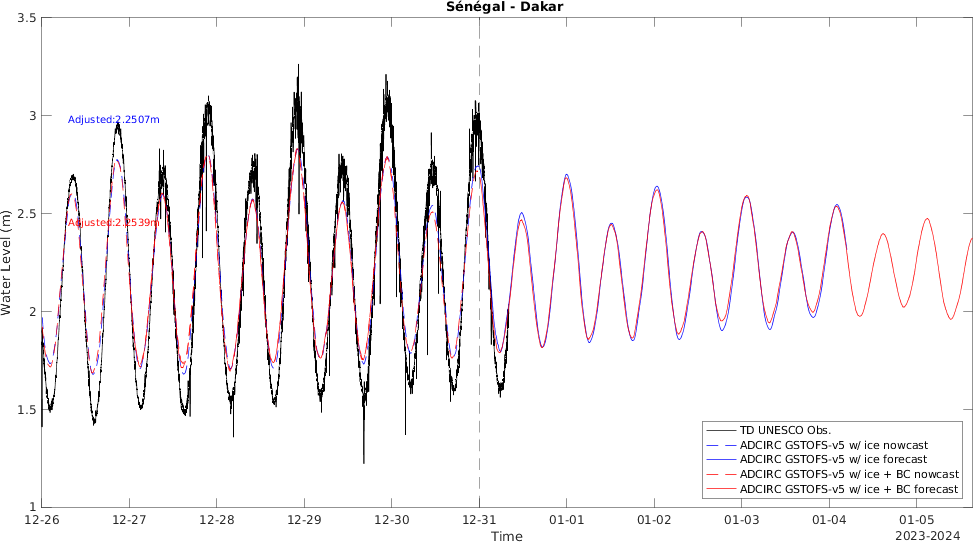 Sénégal - Dakar
3.5
3
2.5
2
1.5
1
Water Level (m)
Adjusted:2.2507m
Adjusted:2.2539m
TD UNESCO Obs.
ADCIRC GSTOFS-v5 w/ ice nowcast
ADCIRC GSTOFS-v5 w/ ice forecast
ADCIRC GSTOFS-v5 w/ ice + BC nowcast
ADCIRC GSTOFS-v5 w/ ice + BC forecast
12-26 12-27 12-28 12-29 12-30 12-31 01-01 01-02 01-03 01-04 01-05
Time
2023-2024